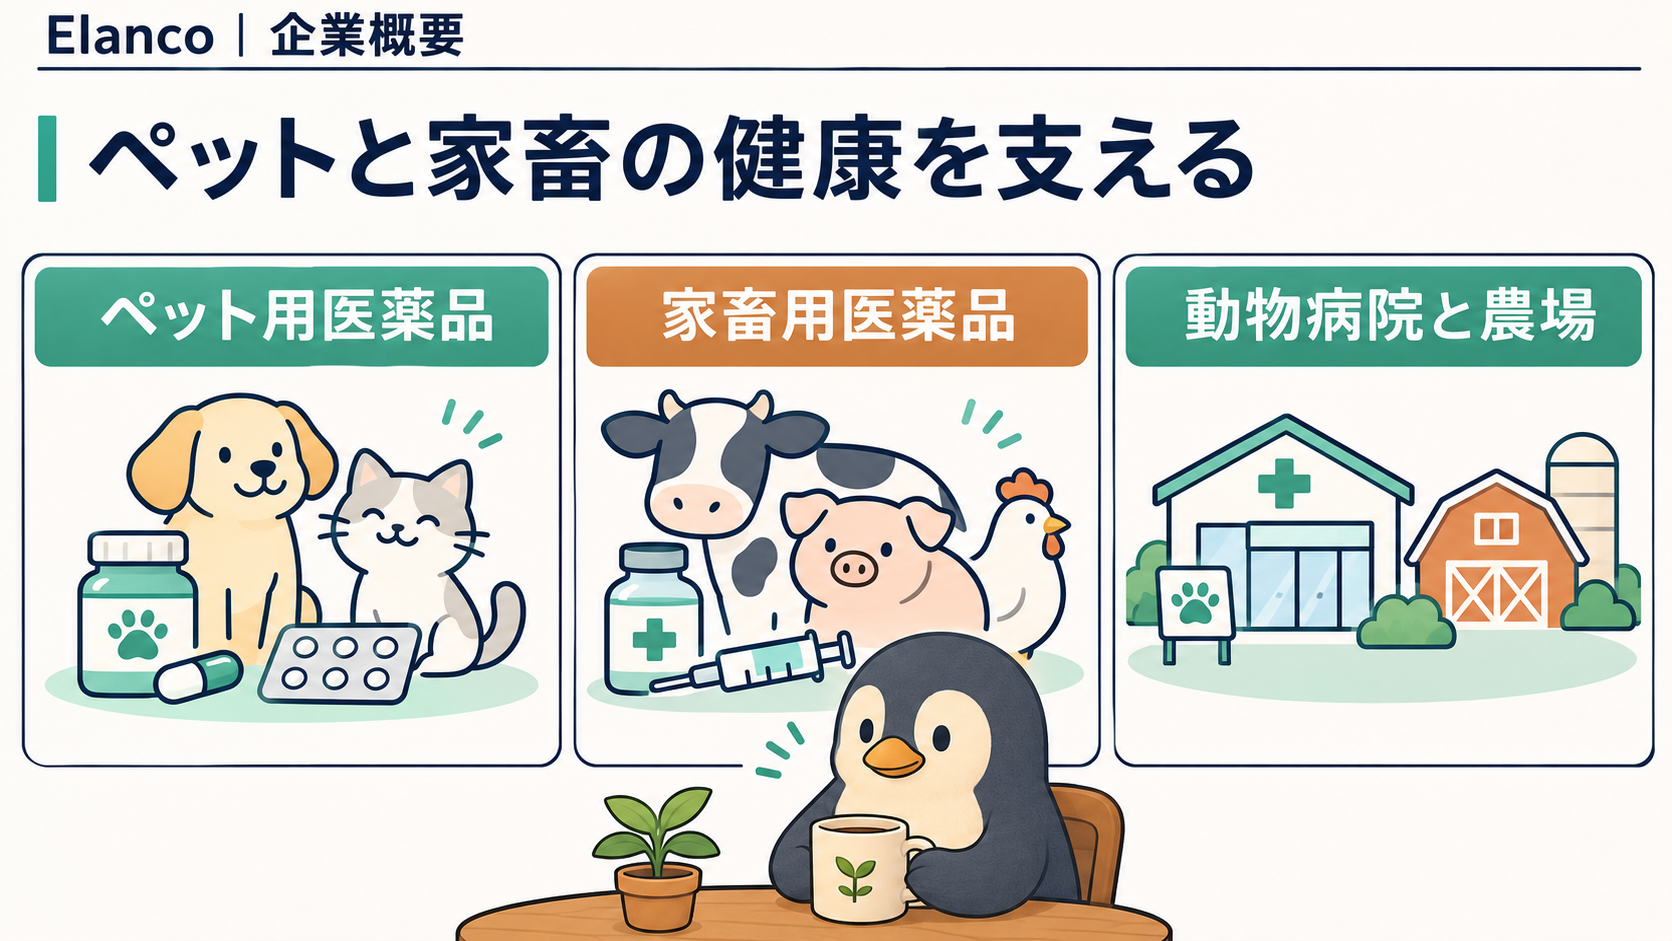 Elanco｜企業概要
ペットと家畜の健康を支える
ペット用医薬品
家畜用医薬品
動物病院と農場